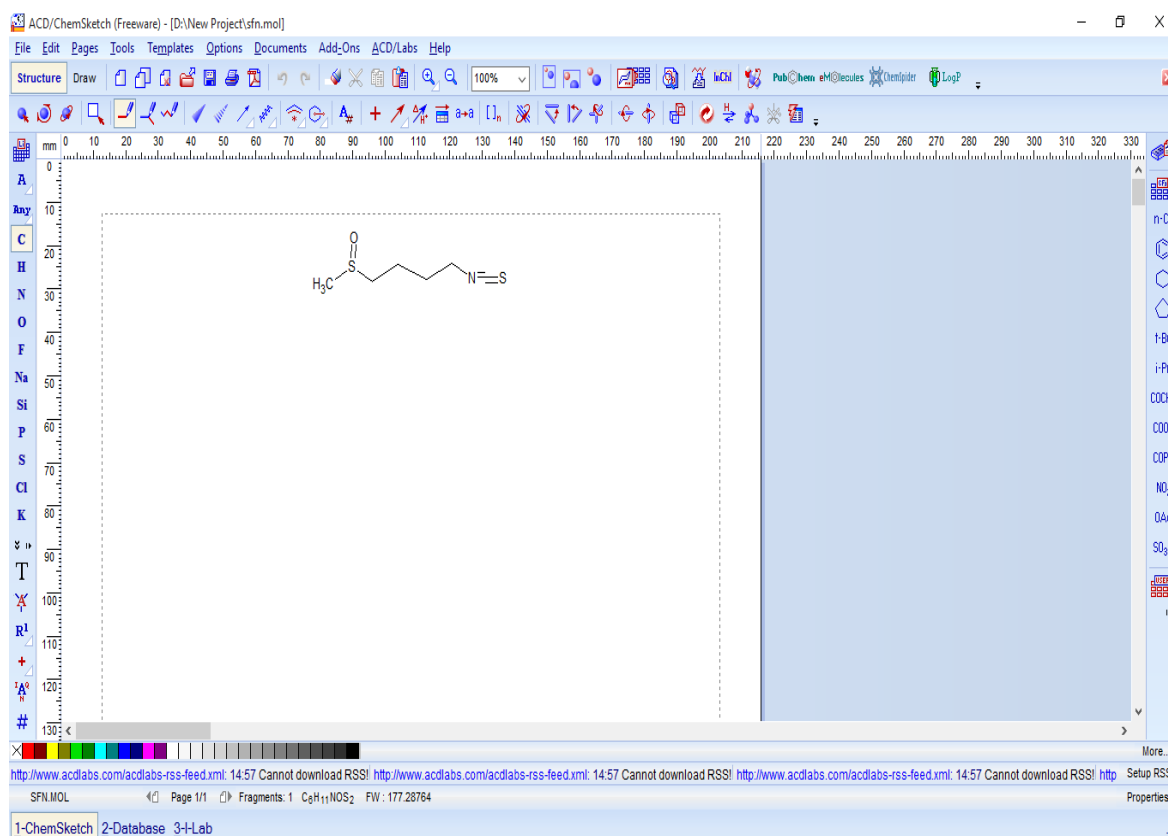 ACD/ChemSketch (Freeware) - [D:\New Project\sfn.mol]
File Edit Pages Tools Templates Options Documents Add-Ons ACD/Labs Help
Structure Draw 100% InChI PubChem eMolecules ChemSpider LogP
A# a→a []n H
mm 0 10 20 30 40 50 60 70 80 90 100 110 120 130 140 150 160 170 180 190 200 210 220 230 240 250 260 270 280 290 300 310 320 330
0
10
20
30
40
50
60
70
80
90
100
110
120
130
A
Any
C
H
N
O
F
Na
Si
P
S
Cl
K
T
A
R1
#
O
S
H3C
N S
n-C
t-Bu
i-Pr
COCH
COO
COP
NO2
OAc
SO3
USER
More...
http://www.acdlabs.com/acdlabs-rss-feed.xml: 14:57 Cannot download RSS! http://www.acdlabs.com/acdlabs-rss-feed.xml: 14:57 Cannot download RSS! http://www.acdlabs.com/acdlabs-rss-feed.xml: 14:57 Cannot download RSS! http Setup RSS
SFN.MOL Page 1/1 Fragments: 1 C6H11NOS2 FW : 177.28764 Properties
1-ChemSketch 2-Database 3-I-Lab